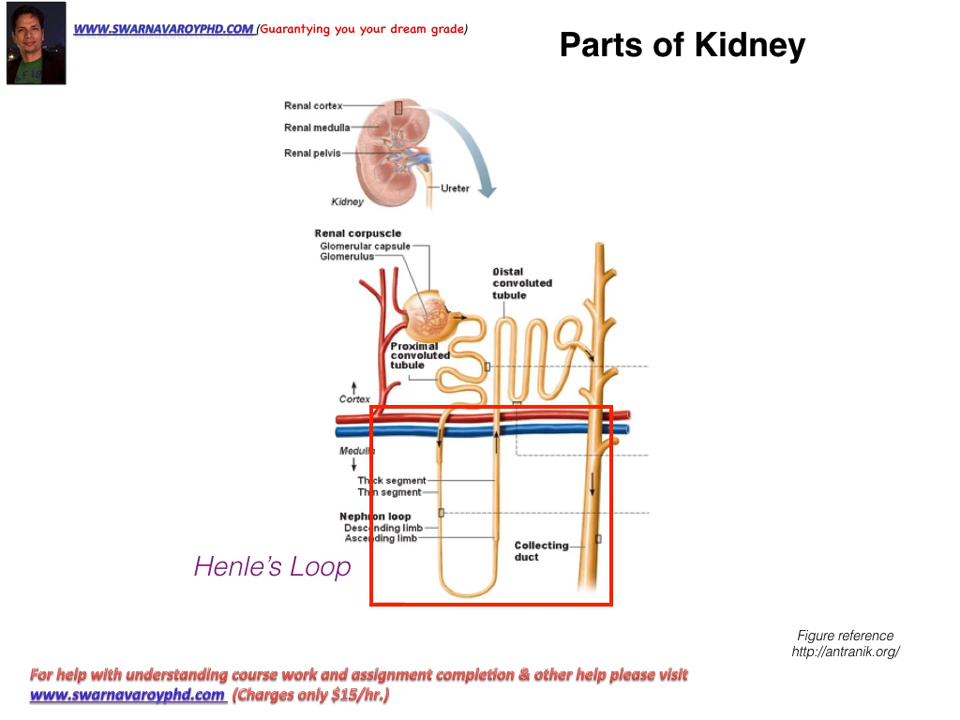 WWW.SWARNAVAROYPHD.COM (Guarantying you your dream grade)
Parts of Kidney
Renal cortex
Renal medulla
Renal pelvis
Ureter
Kidney
Renal corpuscle
Glomerular capsule
Glomerulus
Distal
convoluted
tubule
Proximal
convoluted
tubule
Cortex
Medulla
Thick segment
Thin segment
Nephron loop
Descending limb
Ascending limb
Collecting
duct
Henle's Loop
Figure reference
http://antranik.org/
For help with understanding course work and assignment completion & other help please visit
www.swarnavaroyphd.com (Charges only $15/hr.)